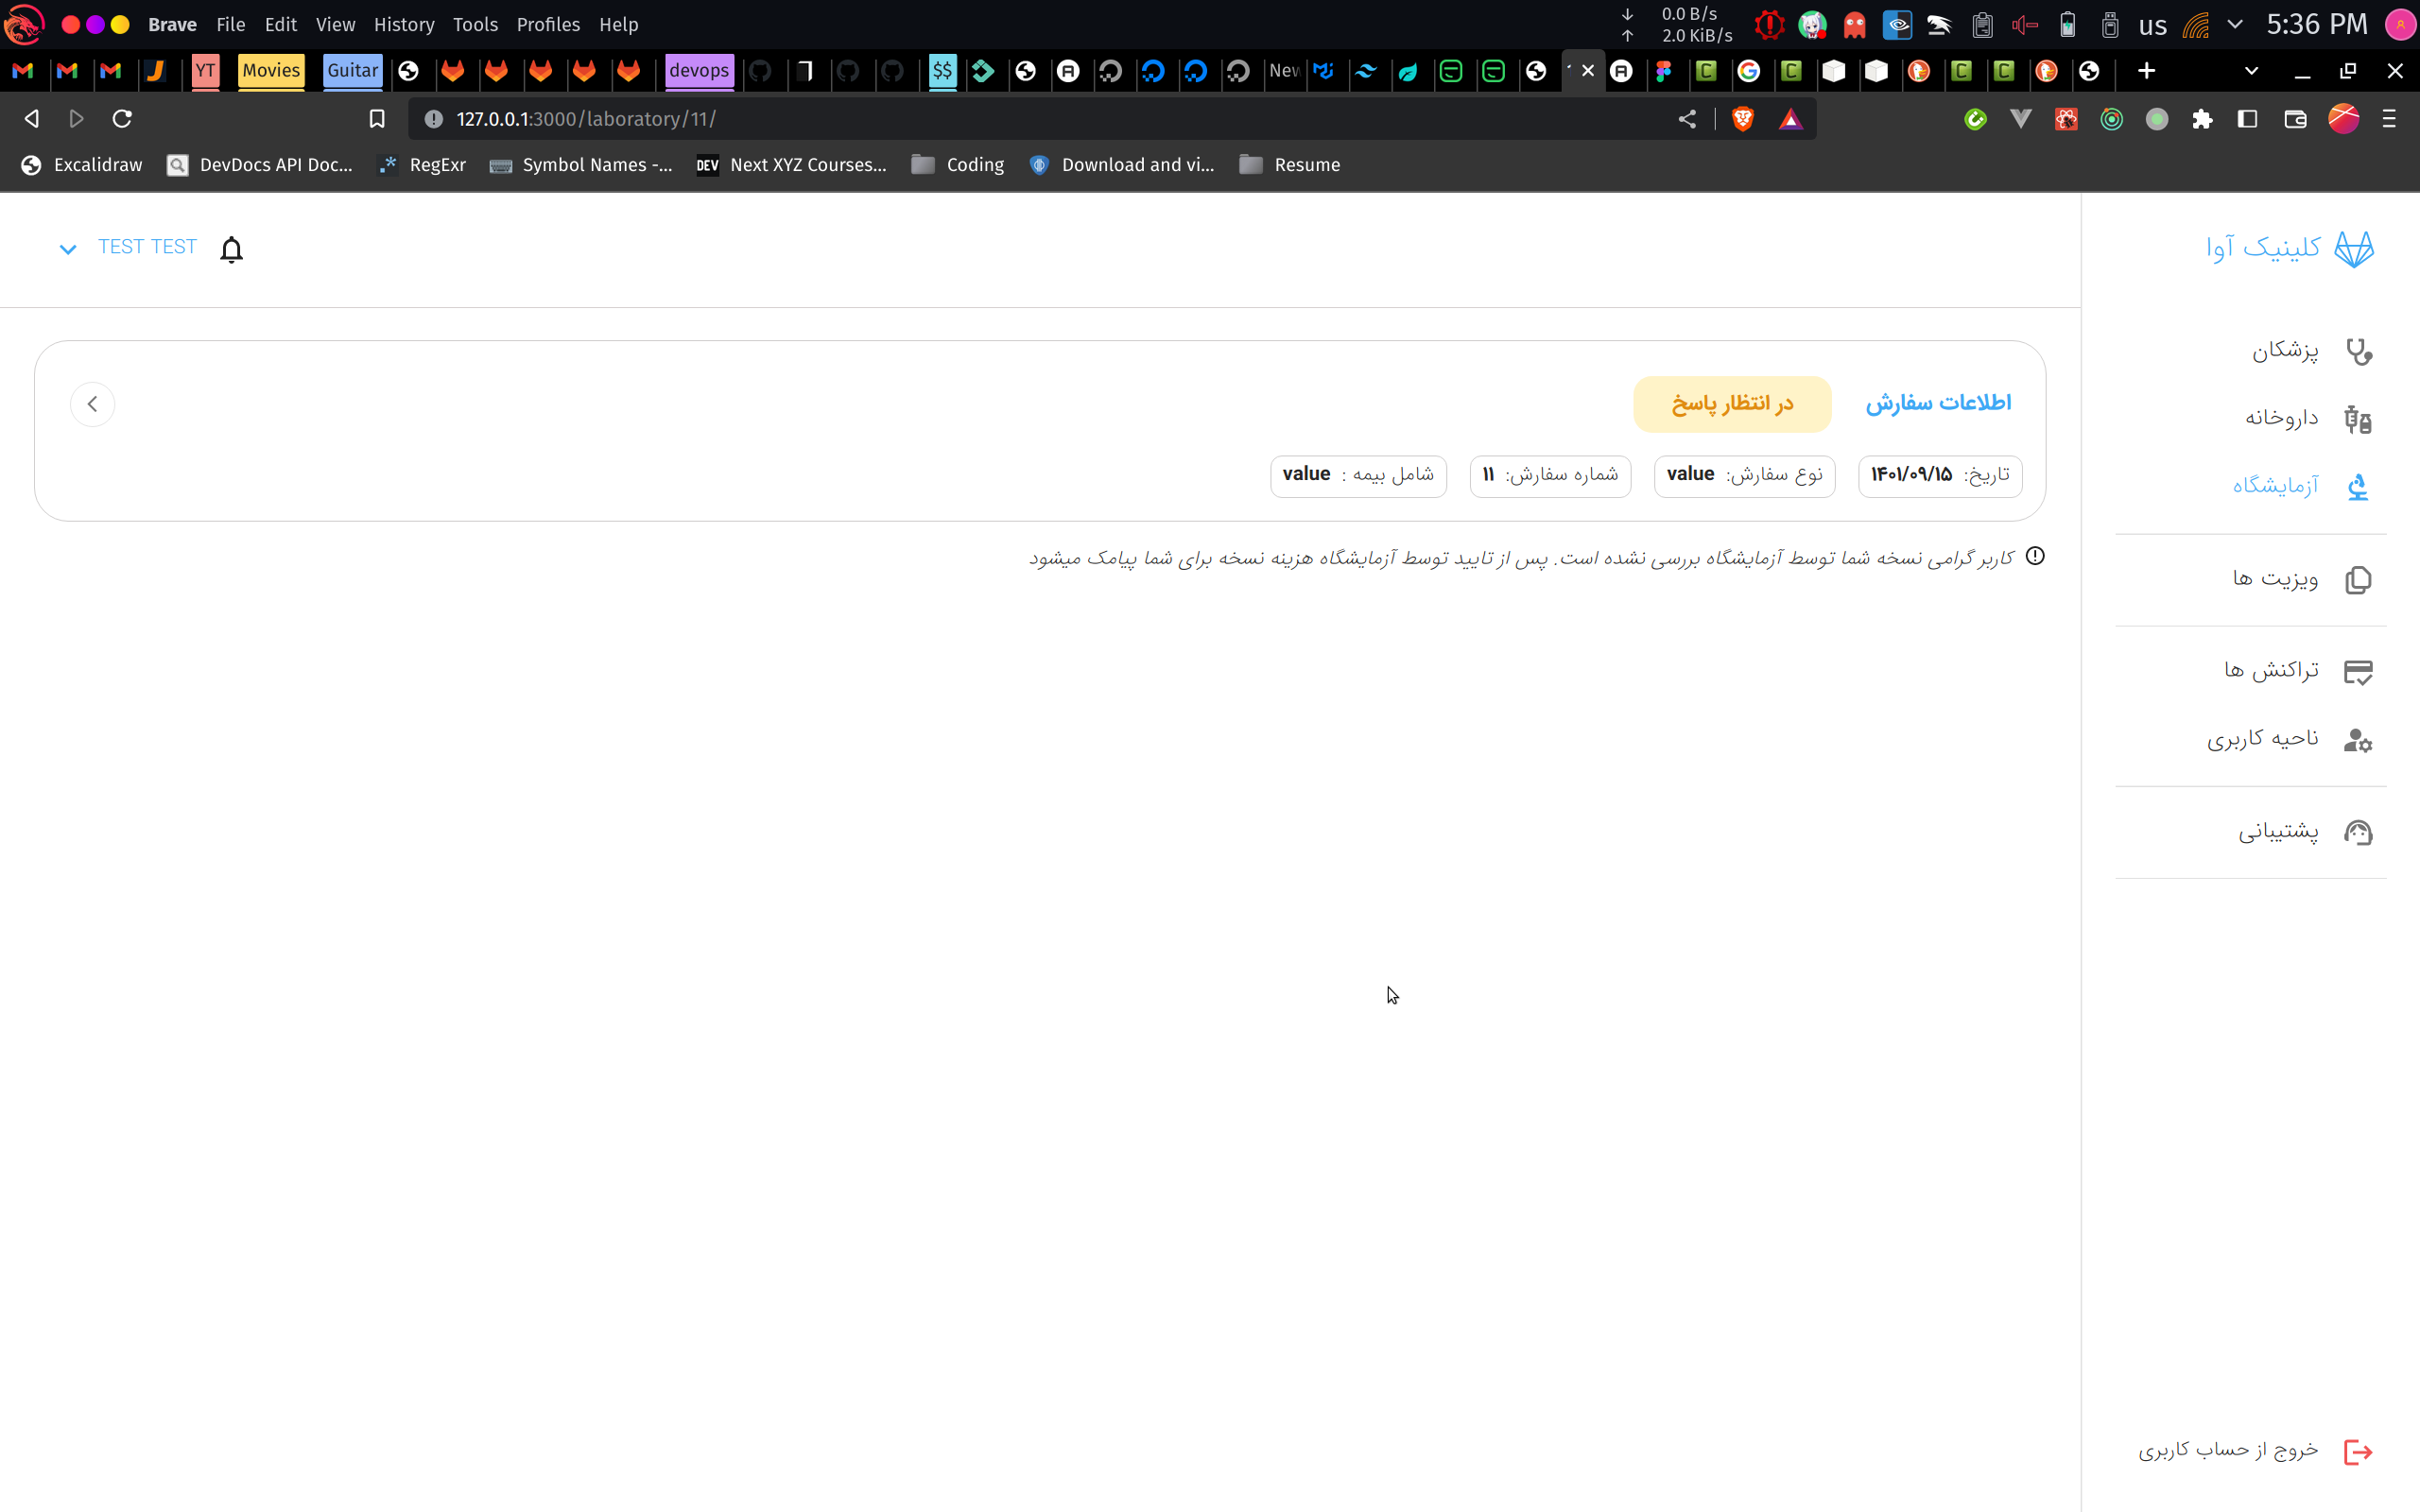 Brave File Edit View History Tools Profiles Help
0.0 B/s
2.0 KiB/s
us
5:36 PM
YT Movies Guitar devops $$ New
127.0.0.1:3000/laboratory/11/
Excalidraw DevDocs API Doc... RegExr Symbol Names -... DEV Next XYZ Courses... Coding Download and vi... Resume
کلینیک آوا
TEST TEST
پزشکان
داروخانه
آزمایشگاه
ویزیت ها
تراکنش ها
ناحیه کاربری
پشتیبانی
خروج از حساب کاربری
اطلاعات سفارش در انتظار پاسخ
تاریخ: ۱۴۰۱/۰۹/۱۵ نوع سفارش: value شماره سفارش: ۱۱ شامل بیمه : value
کاربر گرامی نسخه شما توسط آزمایشگاه بررسی نشده است. پس از تایید توسط آزمایشگاه هزینه نسخه برای شما پیامک میشود